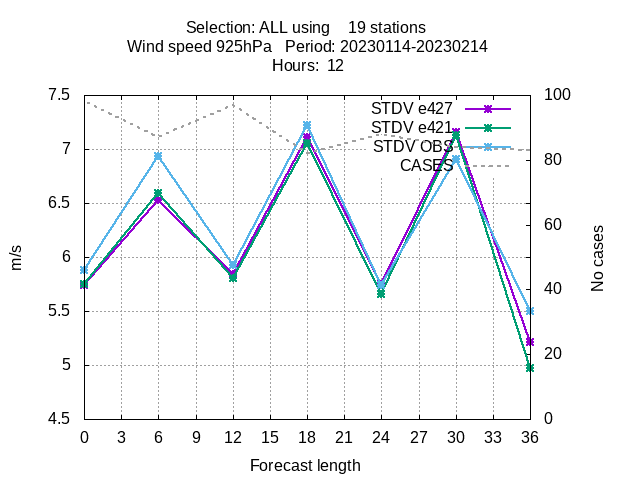 Selection: ALL using    19 stations
Wind speed 925hPa   Period: 20230114-20230214
Hours:  12
STDV e427
STDV e421
STDV OBS
CASES
7.5
7
6.5
6
5.5
5
4.5
m/s
100
80
60
40
20
0
No cases
0 3 6 9 12 15 18 21 24 27 30 33 36
Forecast length